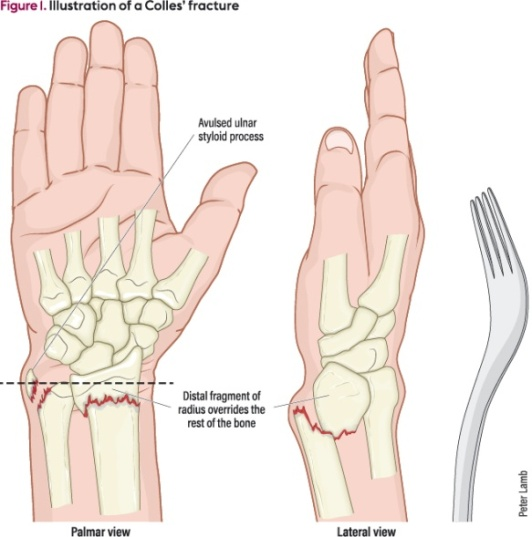 Figure 1. Illustration of a Colles' fracture
Avulsed ulnar
styloid process
Distal fragment of
radius overrides the
rest of the bone
Palmar view
Lateral view
Peter Lamb